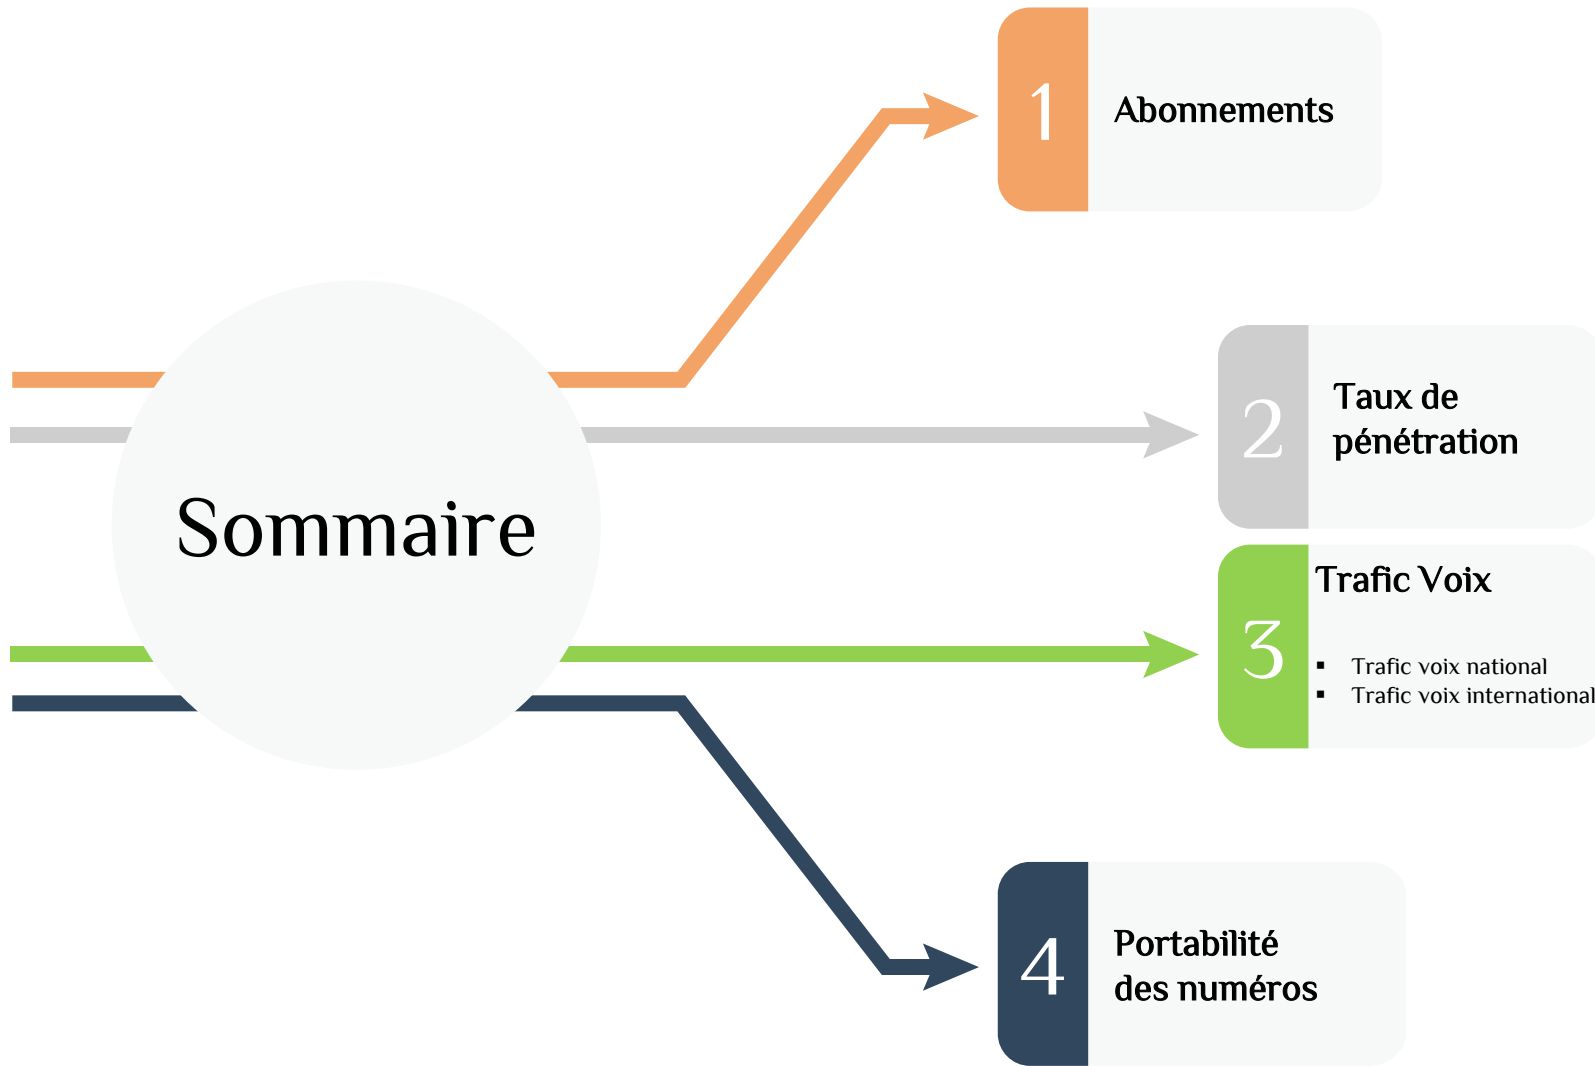 Sommaire
1
Abonnements
2
Taux de
pénétration
3
Trafic Voix
▪ Trafic voix national
▪ Trafic voix international
4
Portabilité
des numéros